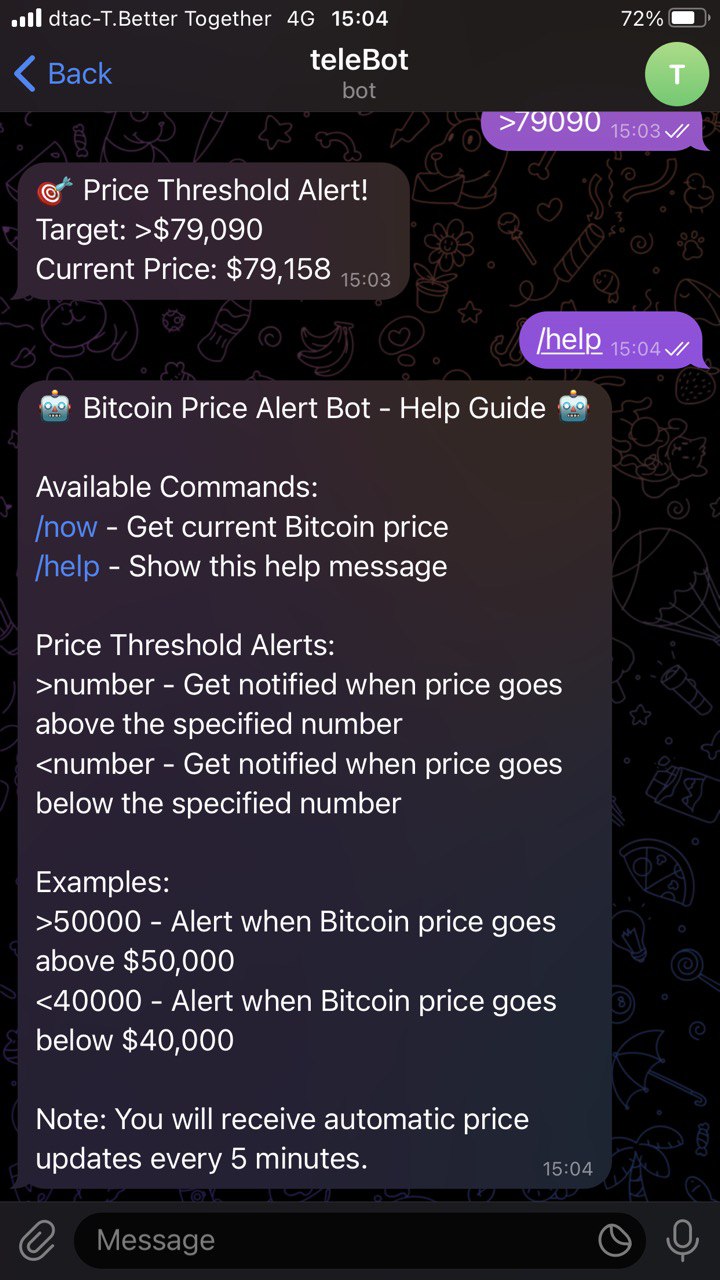 dtac-T.Better Together 4G 15:04 72%
Back
teleBot
bot
T
>79090 15:03
🎯 Price Threshold Alert!
Target: >$79,090
Current Price: $79,158 15:03
/help 15:04
🤖 Bitcoin Price Alert Bot - Help Guide 🤖
Available Commands:
/now - Get current Bitcoin price
/help - Show this help message
Price Threshold Alerts:
>number - Get notified when price goes
above the specified number
<number - Get notified when price goes
below the specified number
Examples:
>50000 - Alert when Bitcoin price goes
above $50,000
<40000 - Alert when Bitcoin price goes
below $40,000
Note: You will receive automatic price
updates every 5 minutes.
15:04
Message